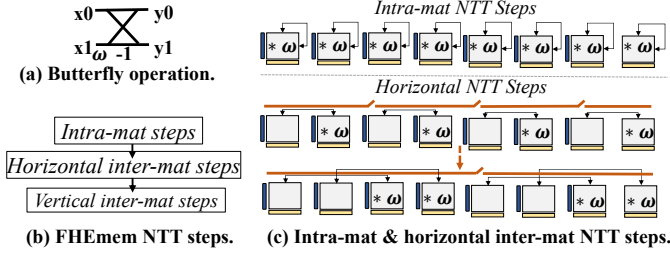 x0 y0
x1 ω -1 y1
(a) Butterfly operation.
Intra-mat steps
Horizontal inter-mat steps
Vertical inter-mat steps
(b) FHEmem NTT steps.
Intra-mat NTT Steps
* ω * ω * ω * ω * ω * ω * ω * ω
Horizontal NTT Steps
* ω * ω * ω * ω
* ω * ω * ω * ω
(c) Intra-mat & horizontal inter-mat NTT steps.